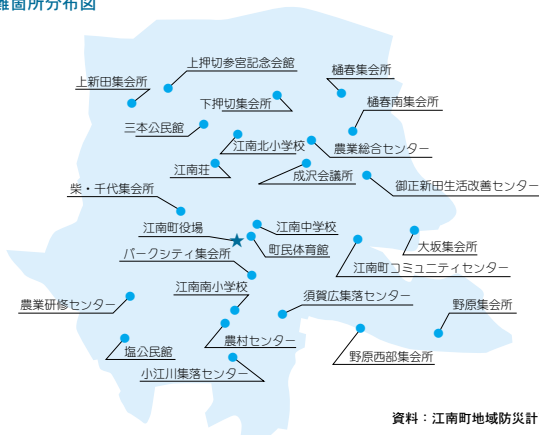 難箇所分布図
上押切参宮記念会館
樋春集会所
上新田集会所
下押切集会所
樋春南集会所
三本公民館
江南北小学校
農業総合センター
江南荘
成沢会議所
御正新田生活改善センター
柴・千代集会所
江南町役場
江南中学校
町民体育館
大坂集会所
パークシティ集会所
江南町コミュニティセンター
江南南小学校
須賀広集落センター
農業研修センター
野原集会所
農村センター
塩公民館
野原西部集会所
小江川集落センター
資料：江南町地域防災計